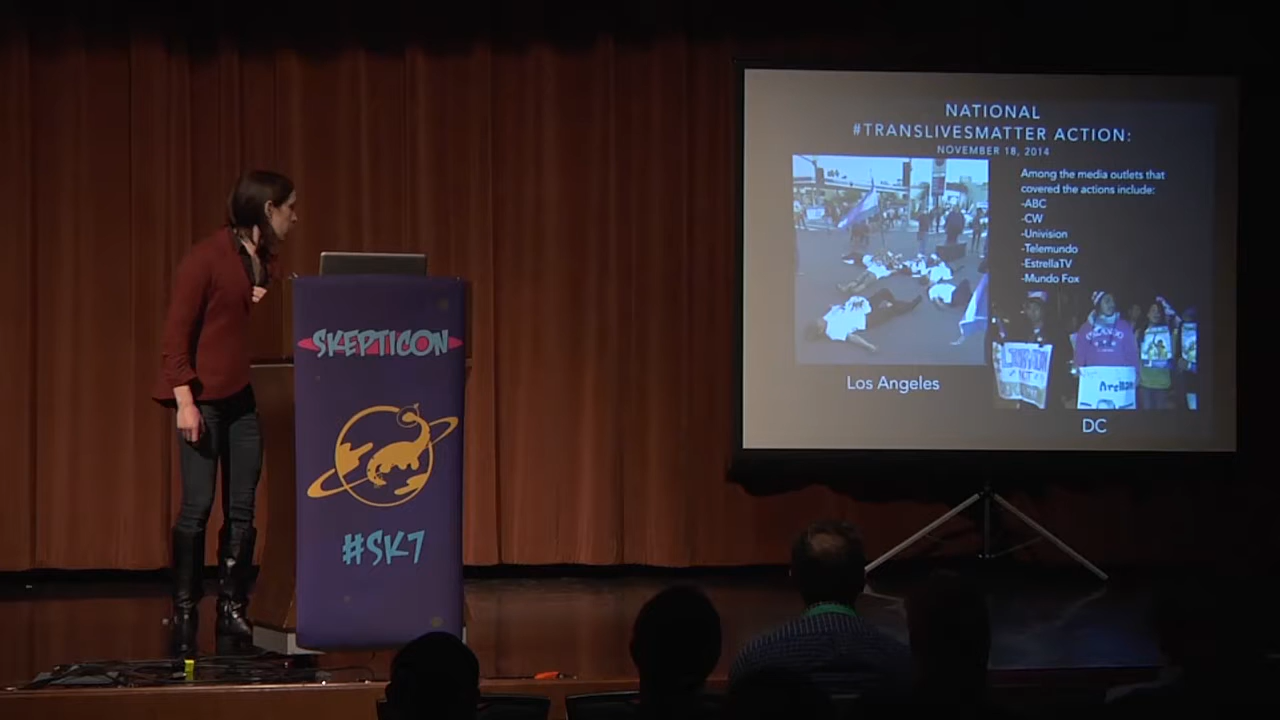 SKEPTICON
#SK7
NATIONAL
#TRANSLIVESMATTER ACTION:
NOVEMBER 18, 2014
Among the media outlets that
covered the actions include:
-ABC
-CW
-Univision
-Telemundo
-EstrellaTV
-Mundo Fox
Los Angeles
DC